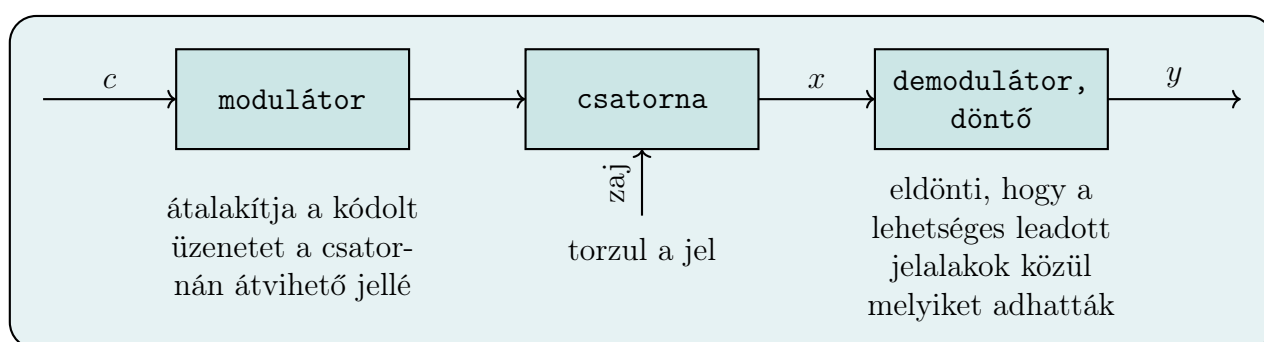 c
modulátor
csatorna
x
demodulátor,
döntő
y
zaj
átalakítja a kódolt
üzenetet a csator-
nán átvihető jellé
torzul a jel
eldönti, hogy a
lehetséges leadott
jelalakok közül
melyiket adhatták